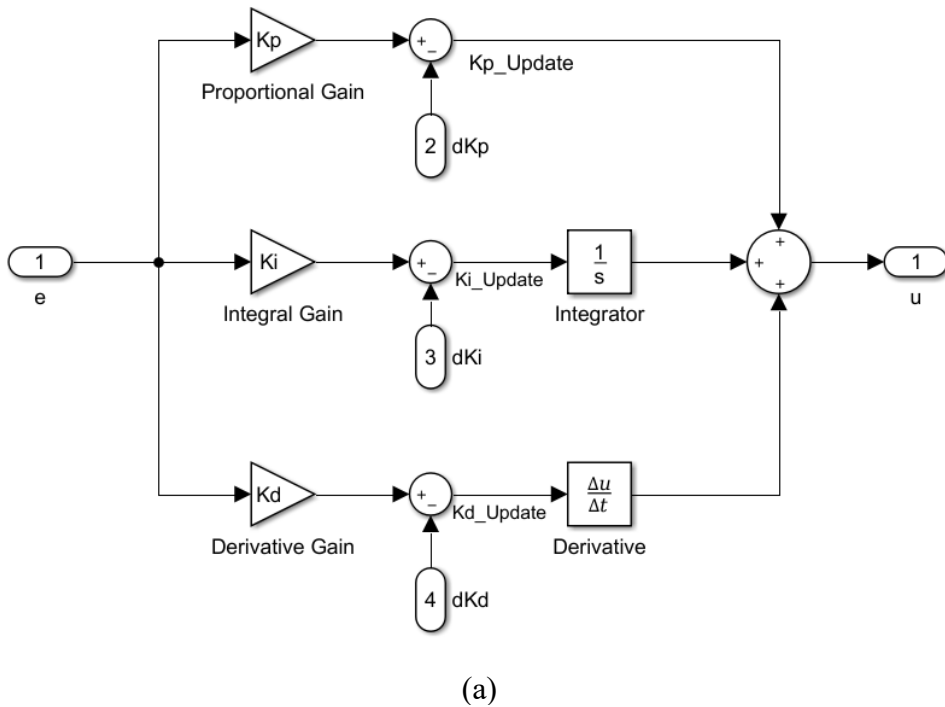 Kp
+
−
Kp_Update
Proportional Gain
2
dKp
1
e
Ki
+
−
Ki_Update
1
s
+
+
+
1
u
Integral Gain
Integrator
3
dKi
Kd
+
−
Kd_Update
Δu
Δt
Derivative Gain
Derivative
4
dKd
(a)